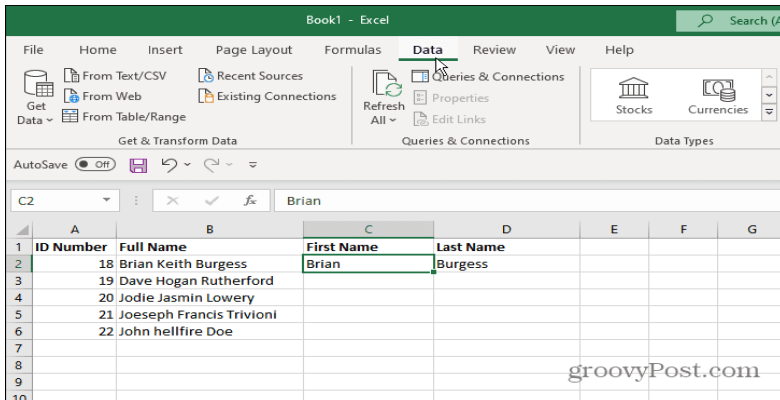 Book1 - Excel
Search (A
File Home Insert Page Layout Formulas Data Review View Help
Get Data
From Text/CSV
From Web
From Table/Range
Recent Sources
Existing Connections
Get & Transform Data
Refresh All
Queries & Connections
Properties
Edit Links
Queries & Connections
Stocks
Currencies
Data Types
AutoSave Off
C2 fx Brian
A B C D E F G
1 ID Number Full Name First Name Last Name
2 18 Brian Keith Burgess Brian Burgess
3 19 Dave Hogan Rutherford
4 20 Jodie Jasmin Lowery
5 21 Joeseph Francis Trivioni
6 22 John hellfire Doe
7
8
9
10
groovyPost.com